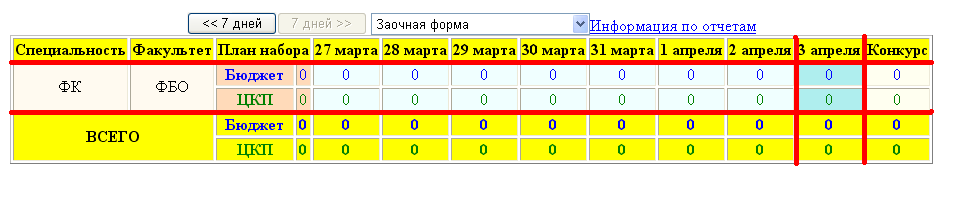 << 7 дней 7 дней >> Заочная форма Информация по отчетам
Специальность Факультет План набора 27 марта 28 марта 29 марта 30 марта 31 марта 1 апреля 2 апреля 3 апреля Конкурс
ФК ФБО Бюджет 0 0 0 0 0 0 0 0 0 0
ЦКП 0 0 0 0 0 0 0 0 0 0
ВСЕГО Бюджет 0 0 0 0 0 0 0 0 0 0
ЦКП 0 0 0 0 0 0 0 0 0 0